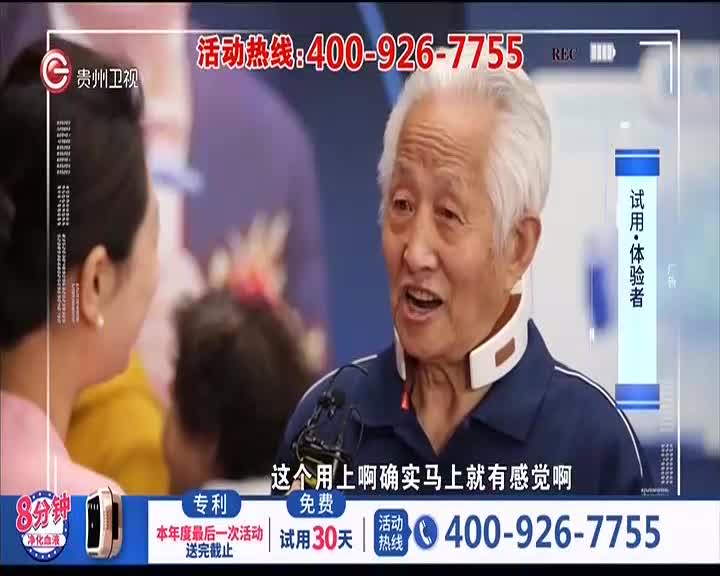 活动热线:400-926-7755
REC
贵州卫视
试用·体验者
广告
这个用上啊确实马上就有感觉啊
8分钟
净化血液
专利
本年度最后一次活动
送完截止
免费
试用30天
活动
热线
400-926-7755